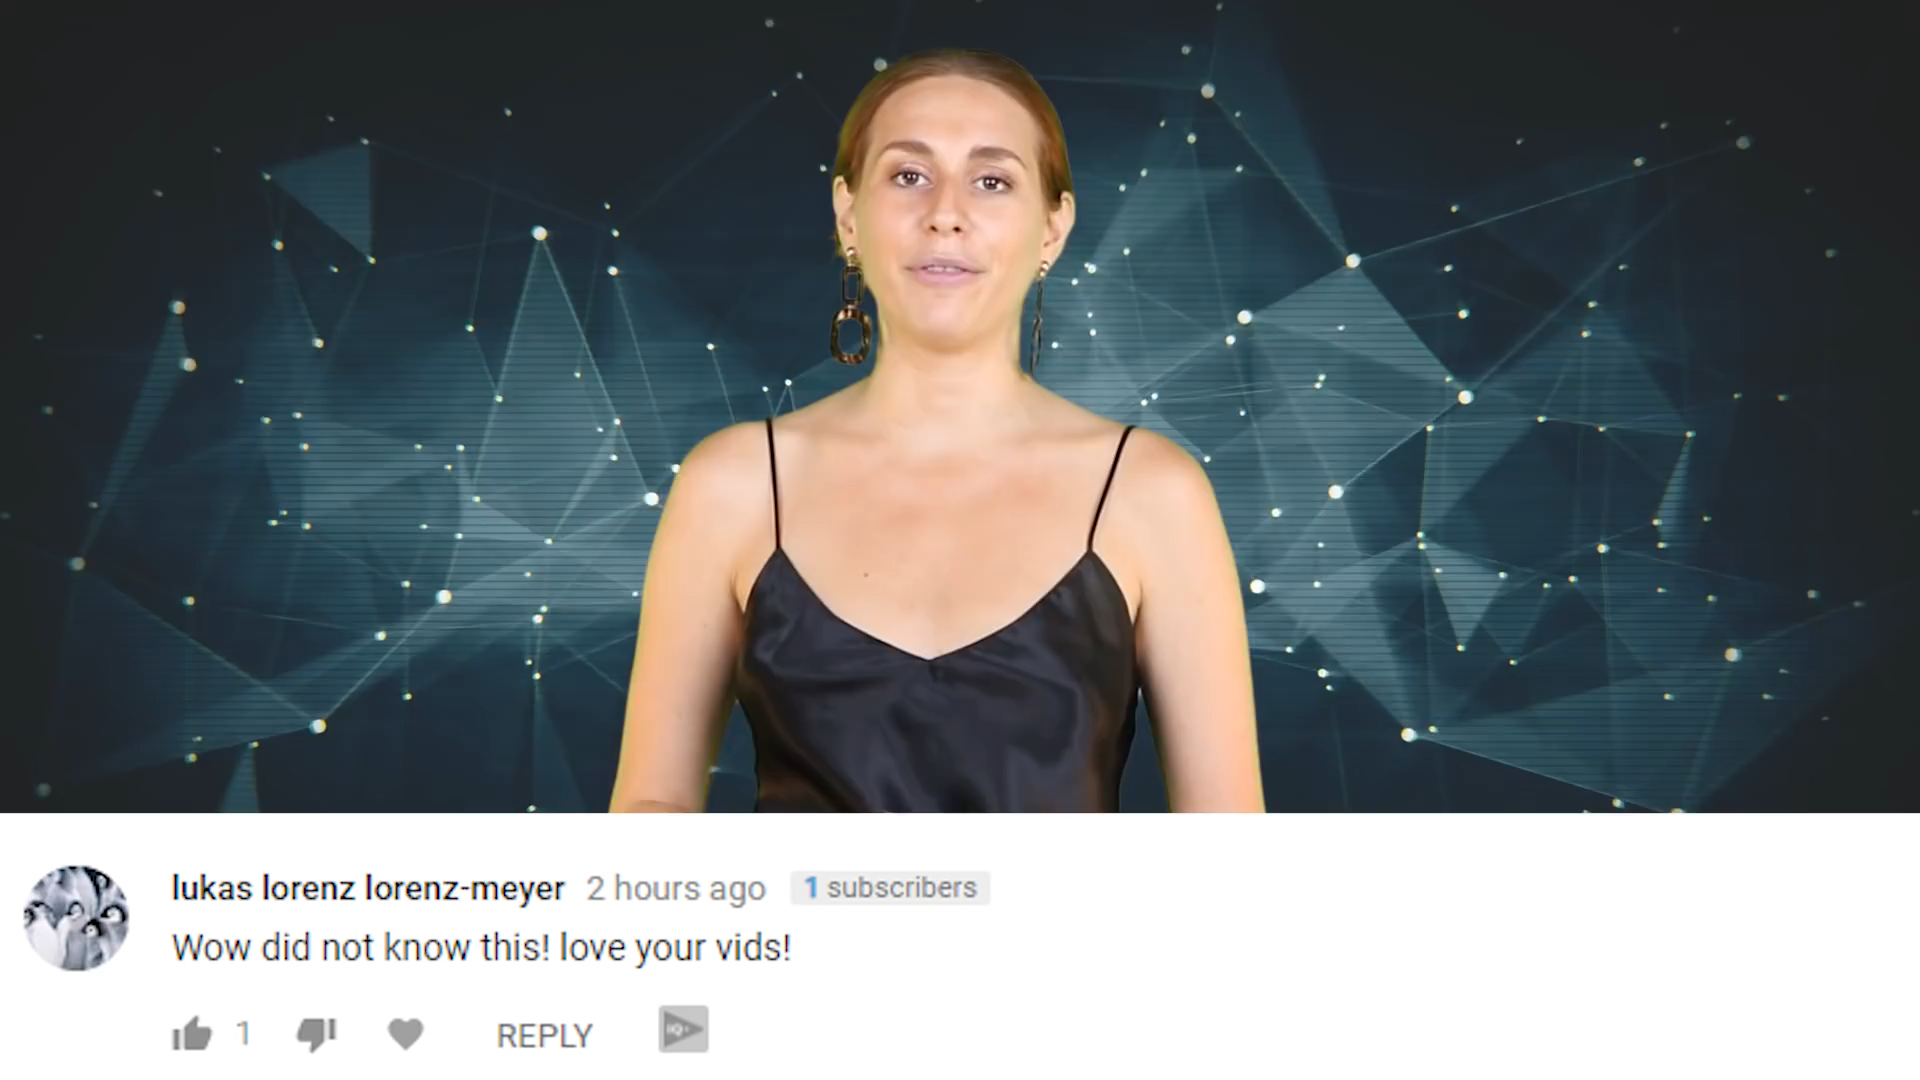 lukas lorenz lorenz-meyer 2 hours ago 1 subscribers
Wow did not know this! love your vids!
1 REPLY